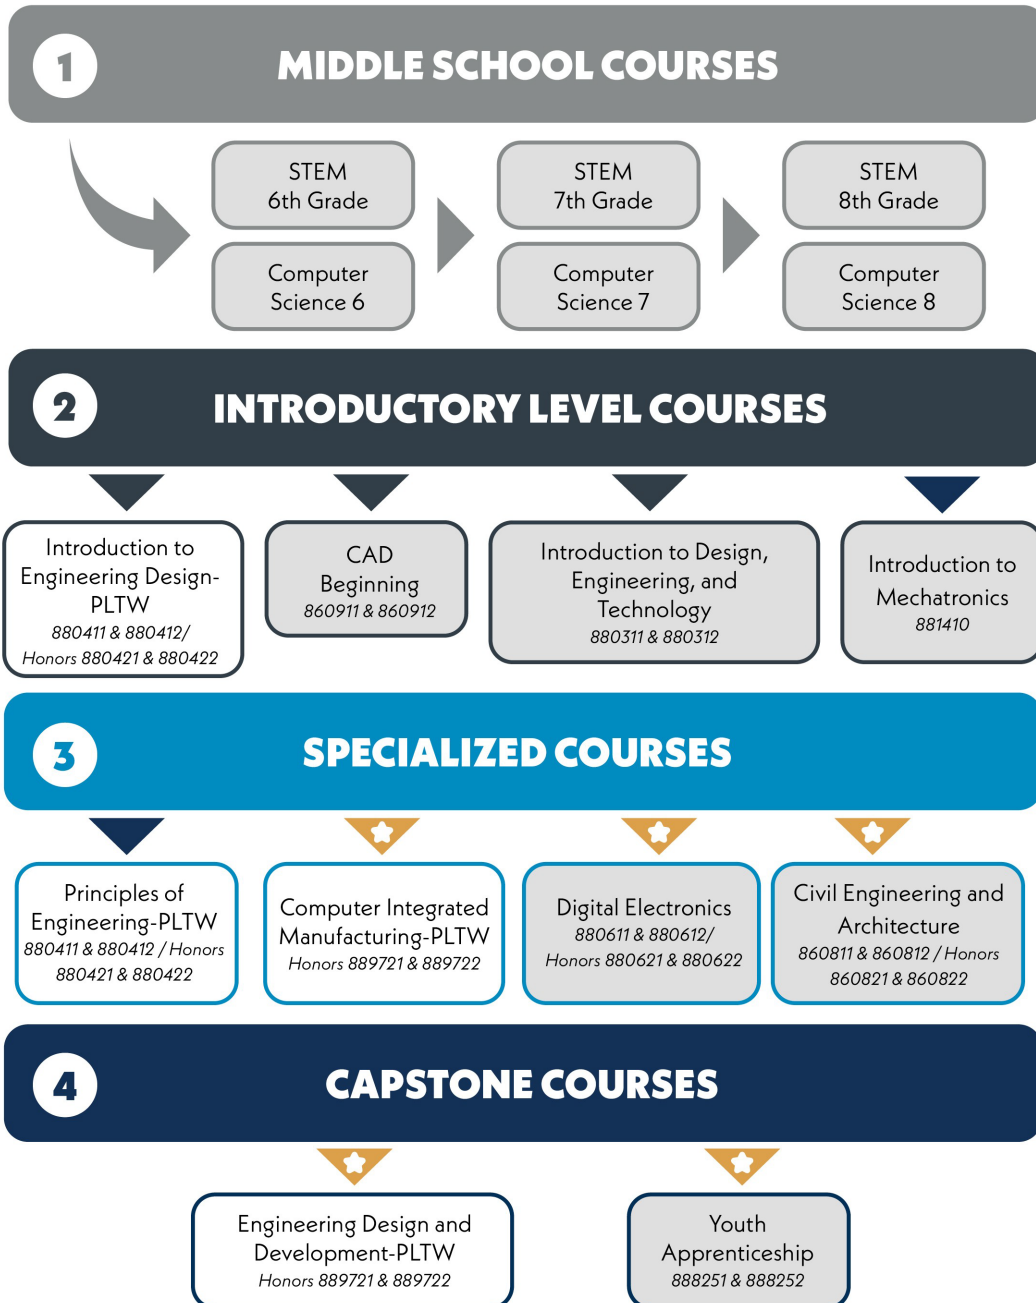 1
MIDDLE SCHOOL COURSES
STEM
6th Grade
STEM
7th Grade
STEM
8th Grade
Computer
Science 6
Computer
Science 7
Computer
Science 8
2
INTRODUCTORY LEVEL COURSES
Introduction to
Engineering Design-
PLTW
880411 & 880412/
Honors 880421 & 880422
CAD
Beginning
860911 & 860912
Introduction to Design,
Engineering, and
Technology
880311 & 880312
Introduction to
Mechatronics
881410
3
SPECIALIZED COURSES
Principles of
Engineering-PLTW
880411 & 880412 / Honors
880421 & 880422
Computer Integrated
Manufacturing-PLTW
Honors 889721 & 889722
Digital Electronics
880611 & 880612/
Honors 880621 & 880622
Civil Engineering and
Architecture
860811 & 860812 / Honors
860821 & 860822
4
CAPSTONE COURSES
Engineering Design and
Development-PLTW
Honors 889721 & 889722
Youth
Apprenticeship
888251 & 888252